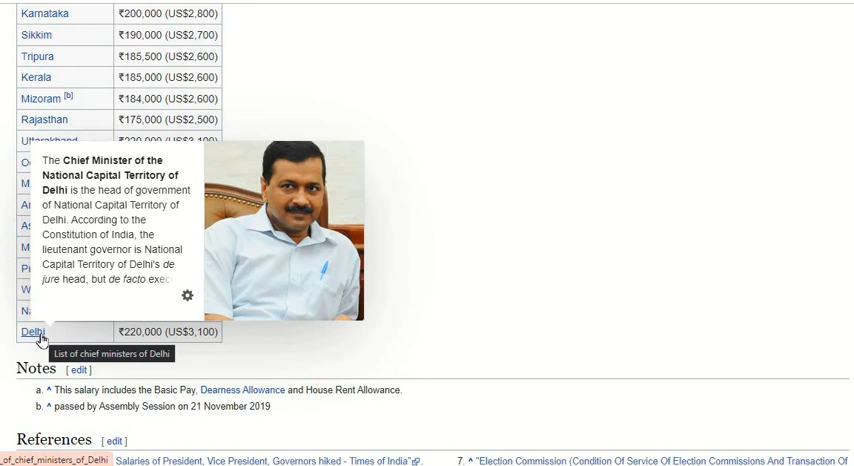 Karnataka ₹200,000 (US$2,800)
Sikkim ₹190,000 (US$2,700)
Tripura ₹185,500 (US$2,600)
Kerala ₹185,000 (US$2,600)
Mizoram [b] ₹184,000 (US$2,600)
Rajasthan ₹175,000 (US$2,500)
Uttarakhand ₹220,000 (US$3,100)
The Chief Minister of the
National Capital Territory of
Delhi is the head of government
of National Capital Territory of
Delhi. According to the
Constitution of India, the
lieutenant governor is National
Capital Territory of Delhi's de
jure head, but de facto exec
Delhi ₹220,000 (US$3,100)
List of chief ministers of Delhi
Notes [ edit ]
a. ^ This salary includes the Basic Pay, Dearness Allowance and House Rent Allowance.
b. ^ passed by Assembly Session on 21 November 2019
References [ edit ]
_of_chief_ministers_of_Delhi Salaries of President, Vice President, Governors hiked - Times of India".
7. ^ "Election Commission (Condition Of Service Of Election Commissions And Transaction Of